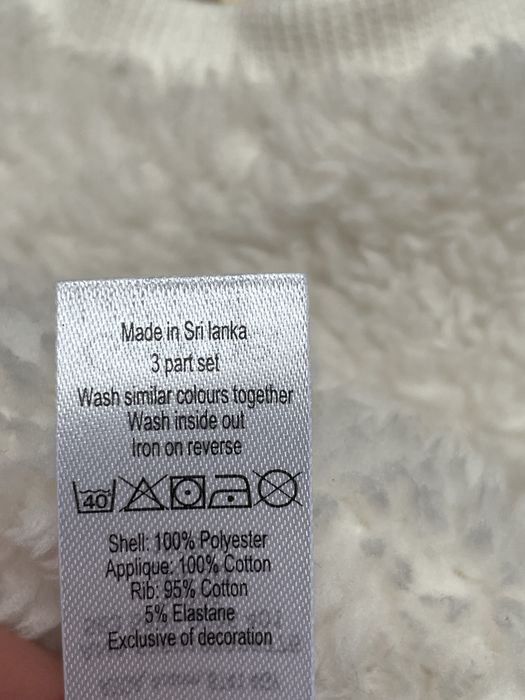 Made in Sri lanka
3 part set
Wash similar colours together
Wash inside out
Iron on reverse
40°
Shell: 100% Polyester
Applique: 100% Cotton
Rib: 95% Cotton
5% Elastane
Exclusive of decoration